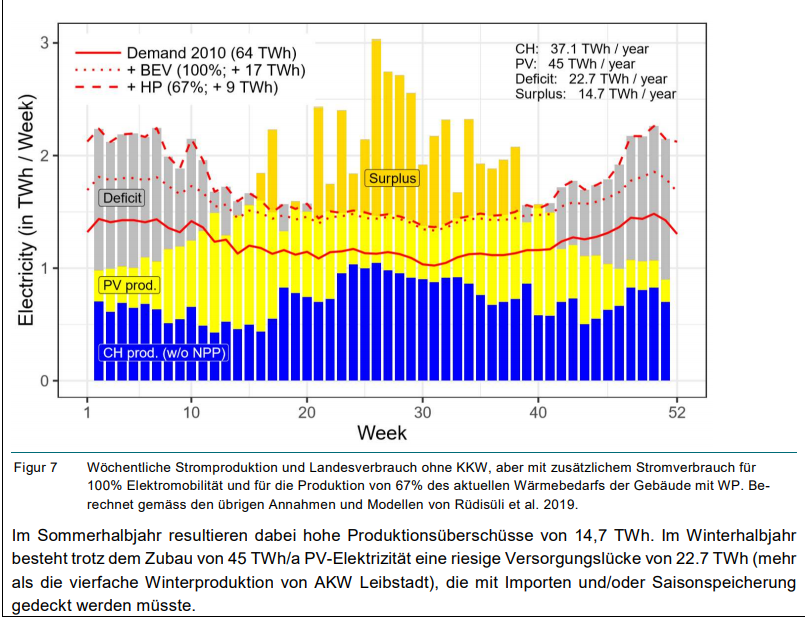 Electricity (in TWh / Week)
3
2
1
0
Demand 2010 (64 TWh)
+ BEV (100%; + 17 TWh)
+ HP (67%; + 9 TWh)
CH: 37.1 TWh / year
PV: 45 TWh / year
Deficit: 22.7 TWh / year
Surplus: 14.7 TWh / year
Surplus
Deficit
PV prod.
CH prod. (w/o NPP)
1
10
20
30
40
52
Week
Figur 7 Wöchentliche Stromproduktion und Landesverbrauch ohne KKW, aber mit zusätzlichem Stromverbrauch für
100% Elektromobilität und für die Produktion von 67% des aktuellen Wärmebedarfs der Gebäude mit WP. Be-
rechnet gemäss den übrigen Annahmen und Modellen von Rüdisüli et al. 2019.
Im Sommerhalbjahr resultieren dabei hohe Produktionsüberschüsse von 14,7 TWh. Im Winterhalbjahr
besteht trotz dem Zubau von 45 TWh/a PV-Elektrizität eine riesige Versorgungslücke von 22.7 TWh (mehr
als die vierfache Winterproduktion von AKW Leibstadt), die mit Importen und/oder Saisonspeicherung
gedeckt werden müsste.